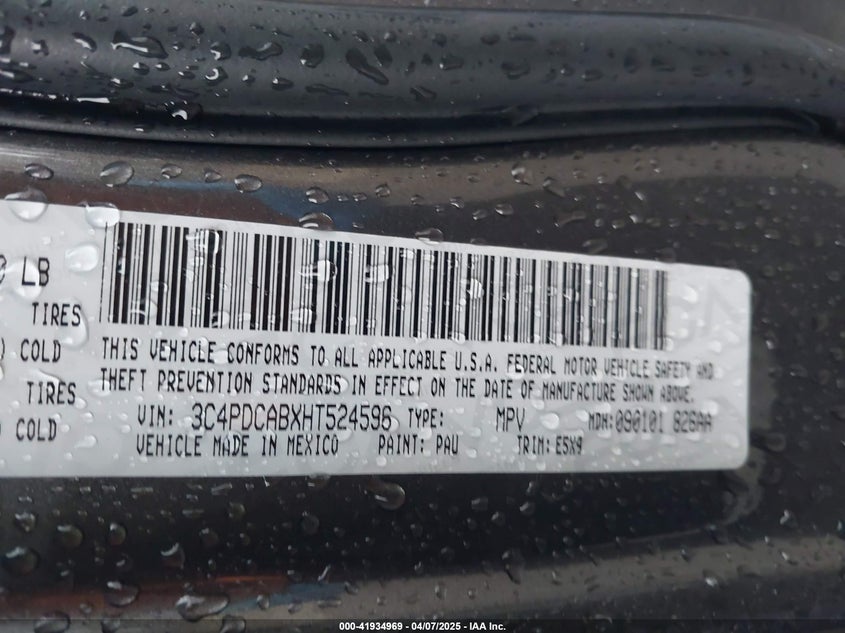 LB
TIRES
COLD
TIRES
COLD
THIS VEHICLE CONFORMS TO ALL APPLICABLE U.S.A. FEDERAL MOTOR VEHICLE SAFETY AND
THEFT PREVENTION STANDARDS IN EFFECT ON THE DATE OF MANUFACTURE SHOWN ABOVE.
VIN: 3C4PDCABXHT524596 TYPE: MPV MDH:090101 826AA
VEHICLE MADE IN MEXICO PAINT: PAU TRIM: E5X9
000-41934969 - 04/07/2025 - IAA Inc.